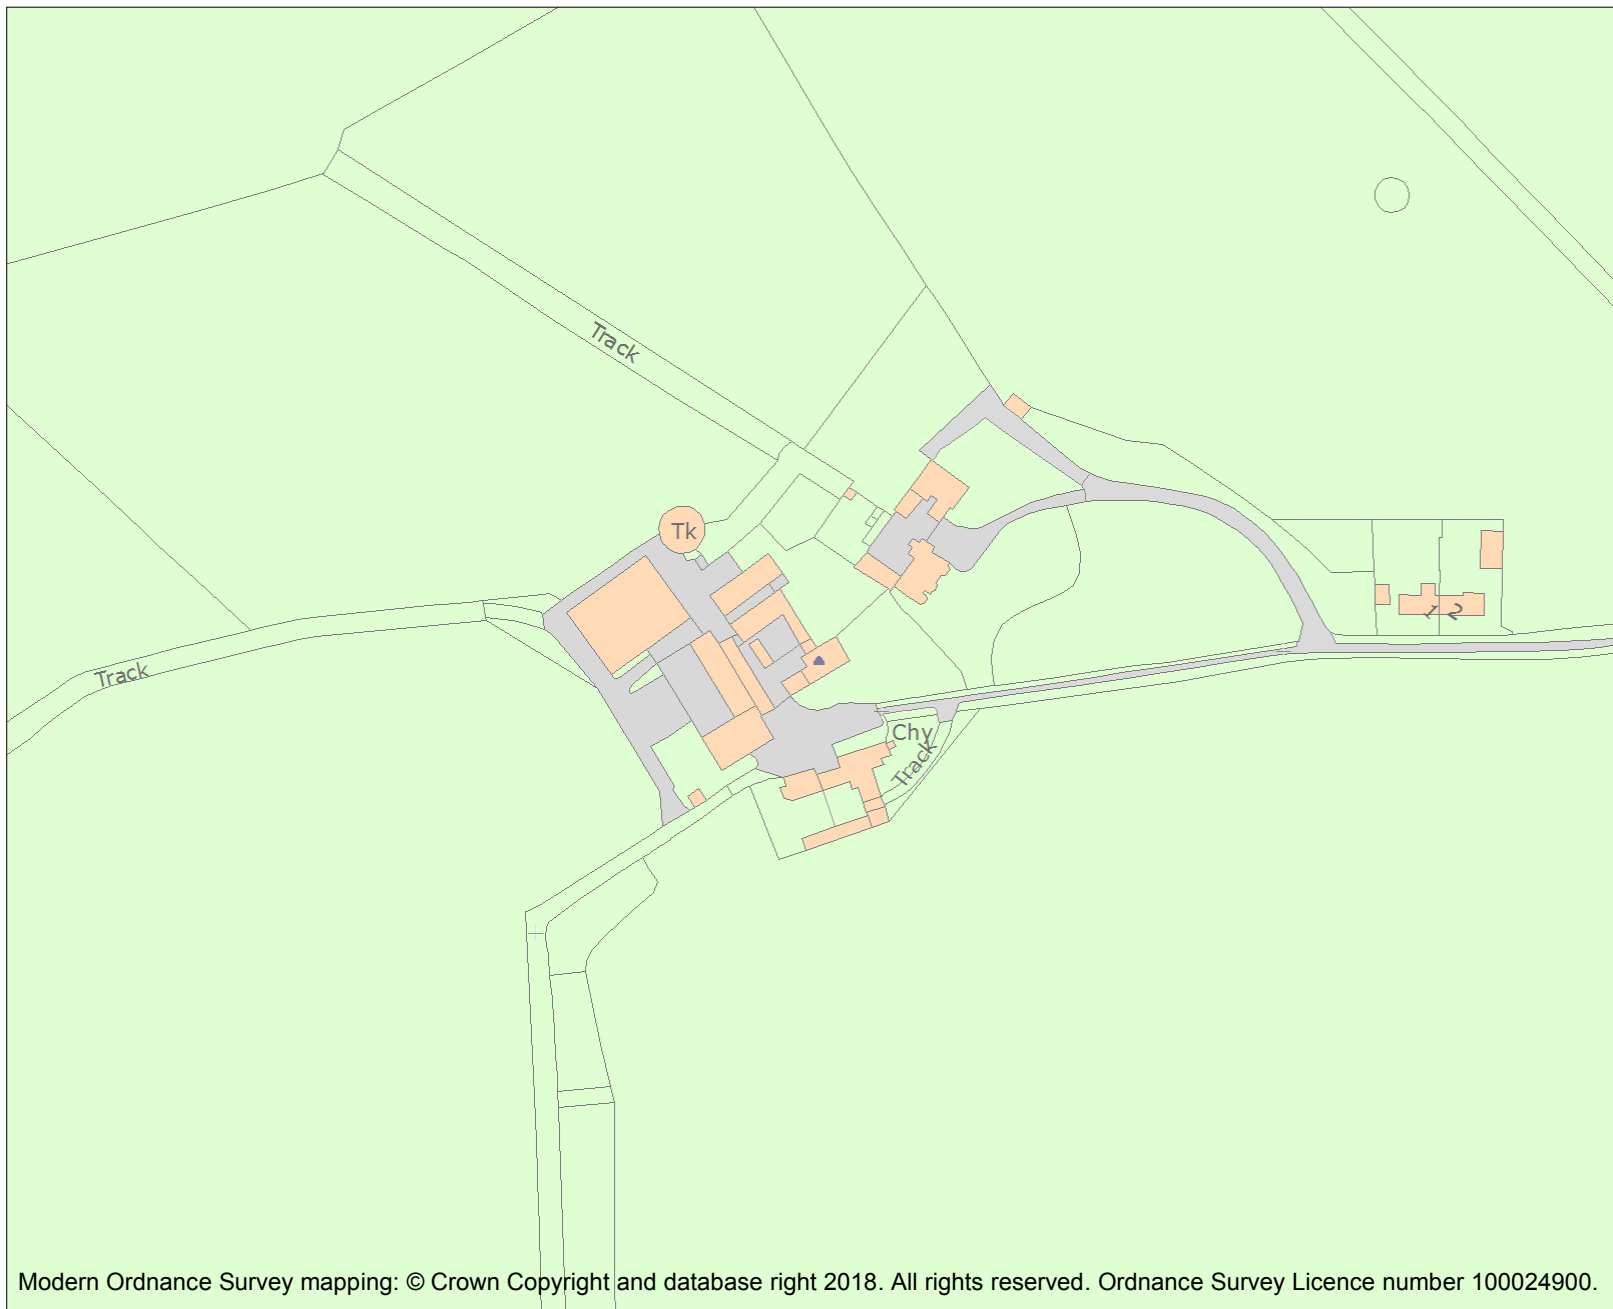 Track
Tk
1 2
Track
Chy
Track
Modern Ordnance Survey mapping: © Crown Copyright and database right 2018. All rights reserved. Ordnance Survey Licence number 100024900.